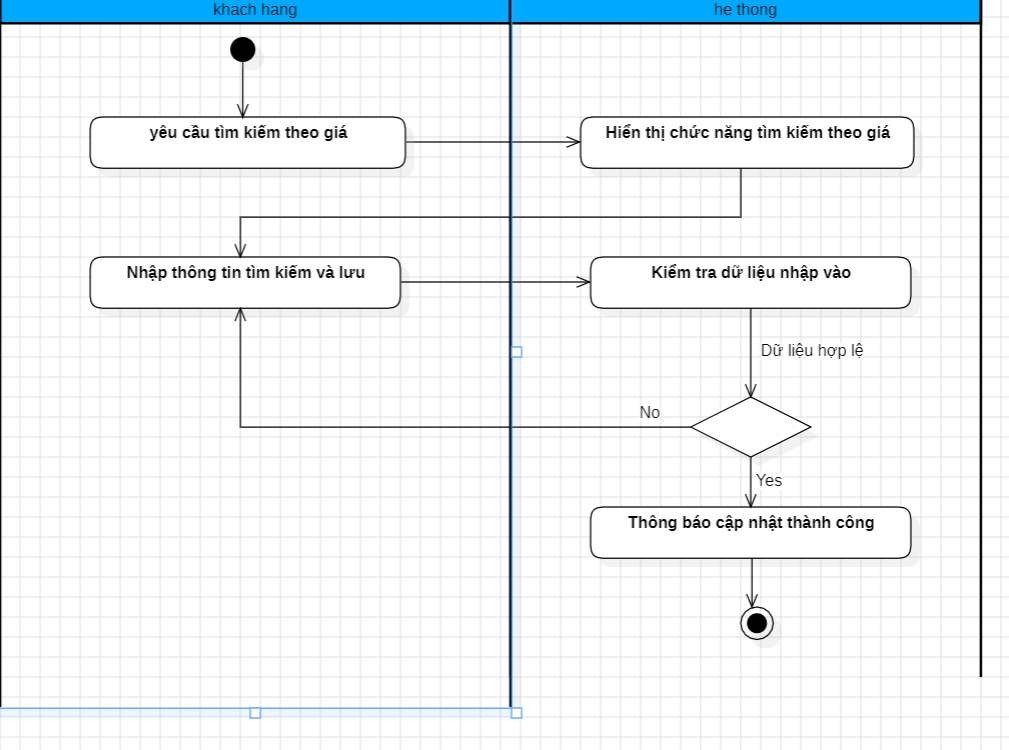 khach hang
he thong
yêu cầu tìm kiếm theo giá
Hiển thị chức năng tìm kiếm theo giá
Nhập thông tin tìm kiếm và lưu
Kiểm tra dữ liệu nhập vào
Dữ liệu hợp lệ
No
Yes
Thông báo cập nhật thành công